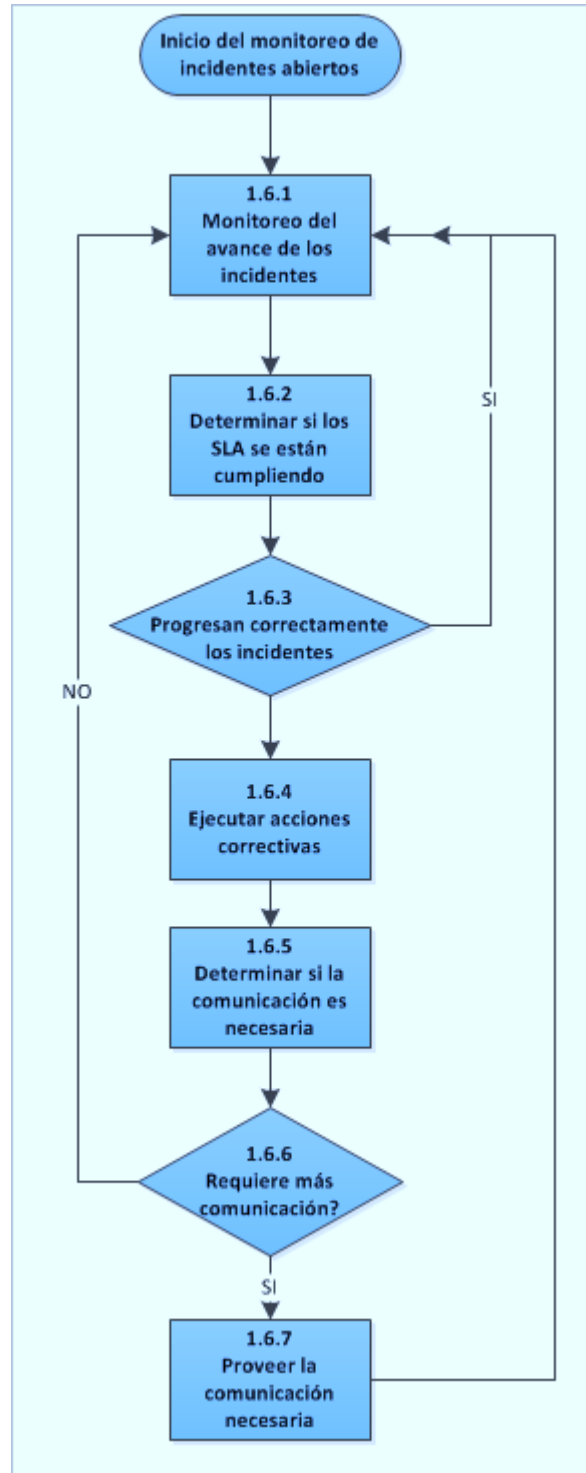 Inicio del monitoreo de
incidentes abiertos
1.6.1
Monitoreo del
avance de los
incidentes
1.6.2
Determinar si los
SLA se están
cumpliendo
SI
1.6.3
Progresan correctamente
los incidentes
NO
1.6.4
Ejecutar acciones
correctivas
1.6.5
Determinar si la
comunicación es
necesaria
1.6.6
Requiere más
comunicación?
SI
1.6.7
Proveer la
comunicación
necesaria